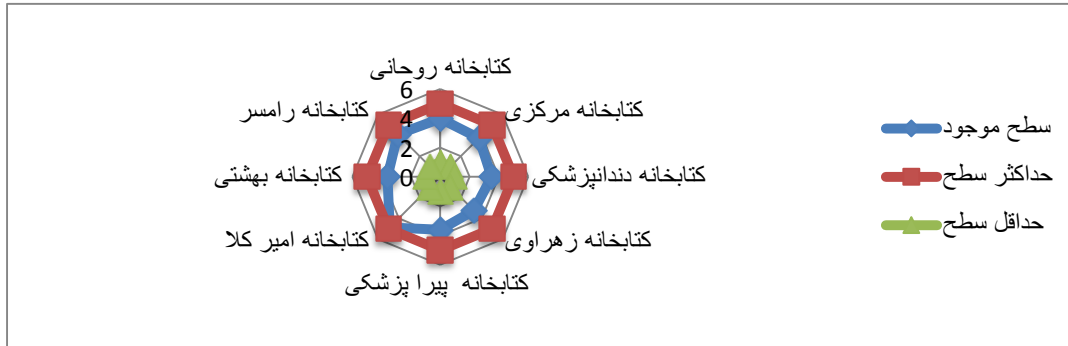 کتابخانه روحانی
کتابخانه مرکزی
کتابخانه دندانپزشکی
کتابخانه زهراوی
کتابخانه پیرا پزشکی
کتابخانه امیر کلا
کتابخانه بهشتی
کتابخانه رامسر
6
4
2
0
سطح موجود
حداکثر سطح
حداقل سطح